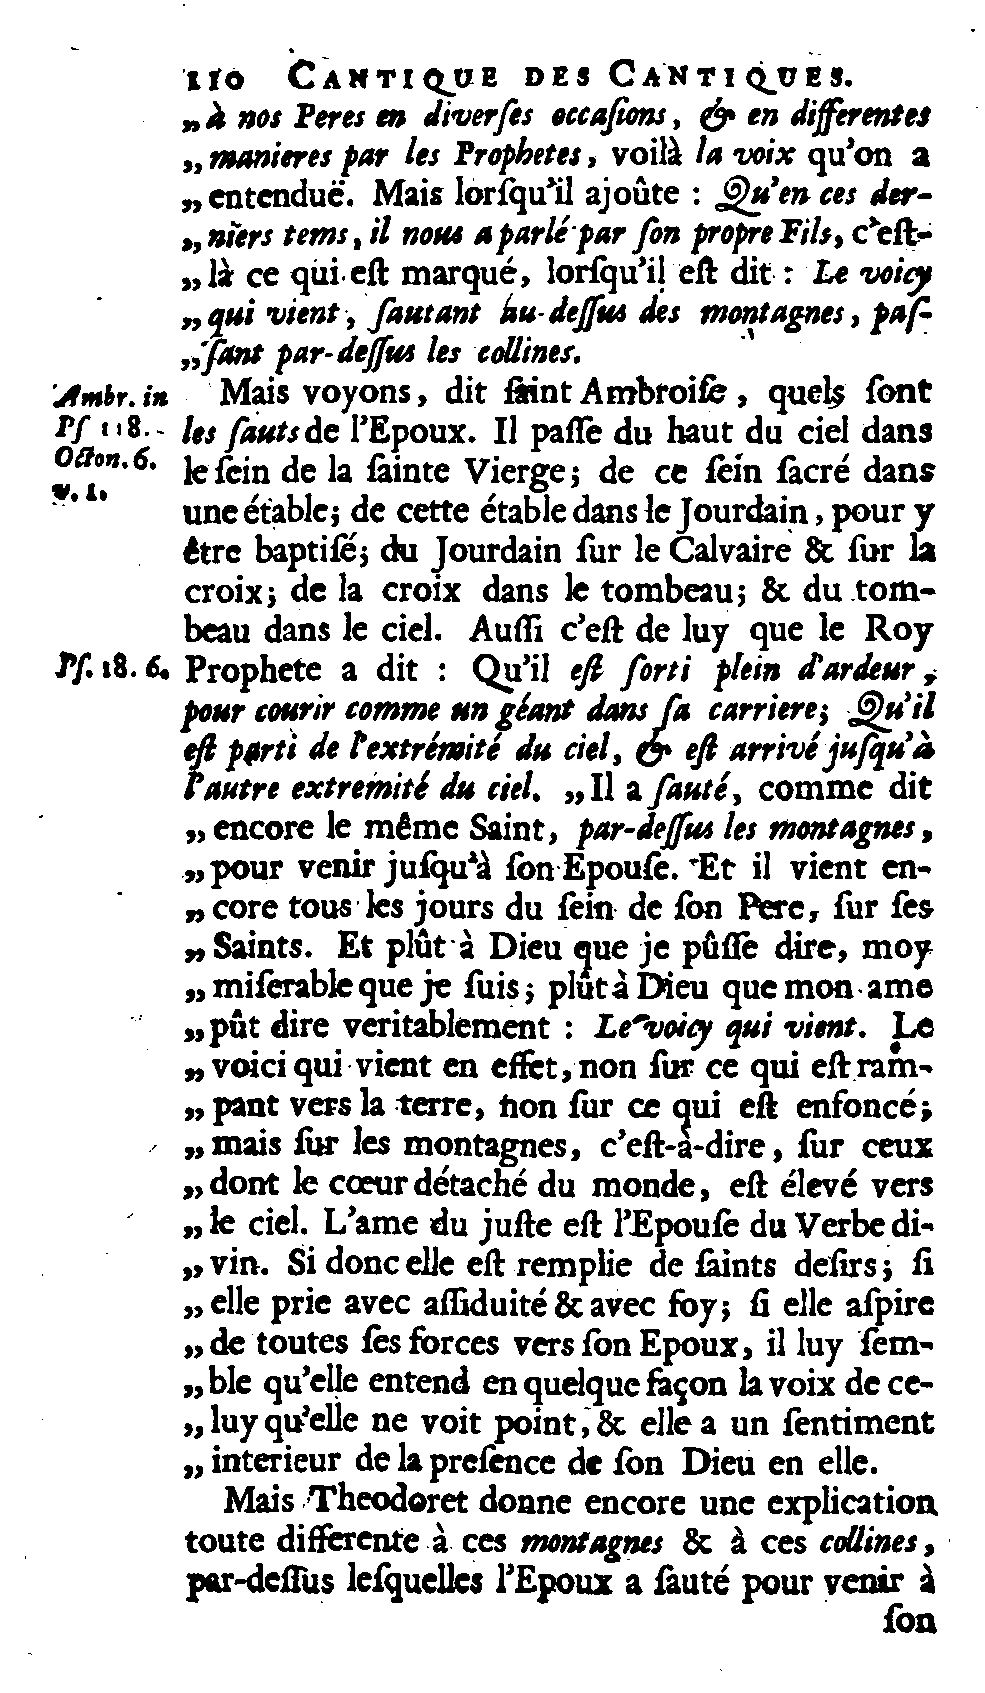 110 CANTIQUE DES CANTIQUES.
„ à nos Peres en diverſes occaſions, & en differentes
„ manieres par les Prophetes, voilà la voix qu'on a
„ entenduë. Mais lorſqu'il ajoûte : Qu'en ces der-
„ niers tems, il nous a parlé par ſon propre Fils, c'eſt-
„ là ce qui eſt marqué, lorſqu'il eſt dit : Le voicy
„ qui vient, ſautant au-deſſus des montagnes, paſ-
„ ſant par-deſſus les collines.
Mais voyons, dit ſaint Ambroiſe, quels ſont
les ſauts de l'Epoux. Il paſſe du haut du ciel dans
le ſein de la ſainte Vierge; de ce ſein ſacré dans
une étable; de cette étable dans le Jourdain, pour y
être baptiſé; du Jourdain ſur le Calvaire & ſur la
croix; de la croix dans le tombeau; & du tom-
beau dans le ciel. Auſſi c'eſt de luy que le Roy
Prophete a dit : Qu'il eſt ſorti plein d'ardeur,
pour courir comme un géant dans ſa carriere; Qu'il
eſt parti de l'extrémité du ciel, & eſt arrivé juſqu'à
l'autre extremité du ciel. „ Il a ſauté, comme dit
„ encore le même Saint, par-deſſus les montagnes,
„ pour venir juſqu'à ſon Epouſe. Et il vient en-
„ core tous les jours du ſein de ſon Pere, ſur ſes
„ Saints. Et plût à Dieu que je pûſſe dire, moy
„ miſerable que je ſuis; plût à Dieu que mon ame
„ pût dire veritablement : Le voicy qui vient. Le
„ voici qui vient en effet, non ſur ce qui eſt ram-
„ pant vers la terre, non ſur ce qui eſt enfoncé;
„ mais ſur les montagnes, c'eſt-à-dire, ſur ceux
„ dont le cœur détaché du monde, eſt élevé vers
„ le ciel. L'ame du juſte eſt l'Epouſe du Verbe di-
„ vin. Si donc elle eſt remplie de ſaints deſirs; ſi
„ elle prie avec aſſiduité & avec foy; ſi elle aſpire
„ de toutes ſes forces vers ſon Epoux, il luy ſem-
„ ble qu'elle entend en quelque façon la voix de ce-
„ luy qu'elle ne voit point, & elle a un ſentiment
„ interieur de la preſence de ſon Dieu en elle.
Mais Theodoret donne encore une explication
toute differente à ces montagnes & à ces collines,
par-deſſus leſquelles l'Epoux a ſauté pour venir à
ſon
Ambr. in
Pſ 118.
Octon. 6.
v. 1.
Pſ. 18. 6.